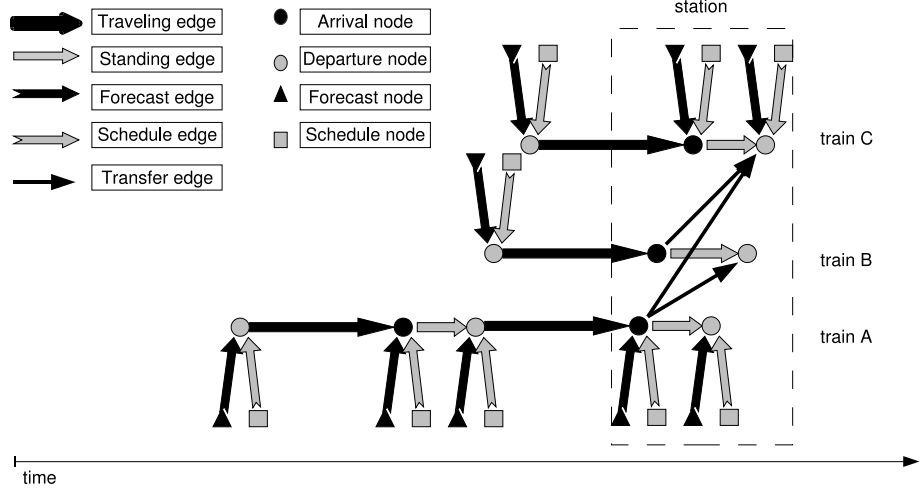 station
Traveling edge
Arrival node
Standing edge
Departure node
Forecast edge
Forecast node
Schedule edge
Schedule node
Transfer edge
train C
train B
train A
time